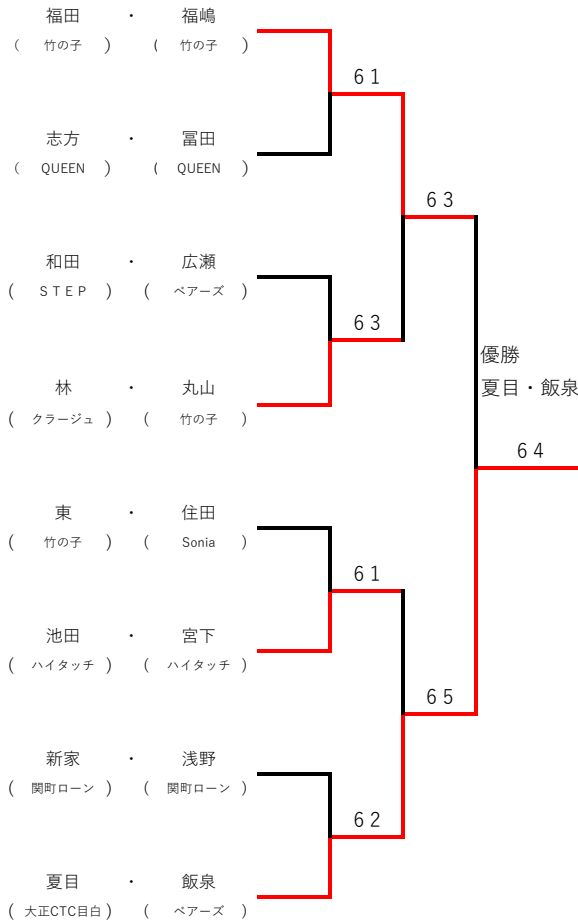 福田 ・ 福嶋
( 竹の子 ) ( 竹の子 )
6 1
志方 ・ 冨田
( QUEEN ) ( QUEEN )
6 3
和田 ・ 広瀬
( ＳＴＥＰ ) ( ベアーズ )
6 3
優勝
夏目・飯泉
林 ・ 丸山
( クラージュ ) ( 竹の子 )
6 4
東 ・ 住田
( 竹の子 ) ( Sonia )
6 1
池田 ・ 宮下
( ハイタッチ ) ( ハイタッチ )
6 5
新家 ・ 浅野
( 関町ローン ) ( 関町ローン )
6 2
夏目 ・ 飯泉
( 大正CTC目白 ) ( ベアーズ )